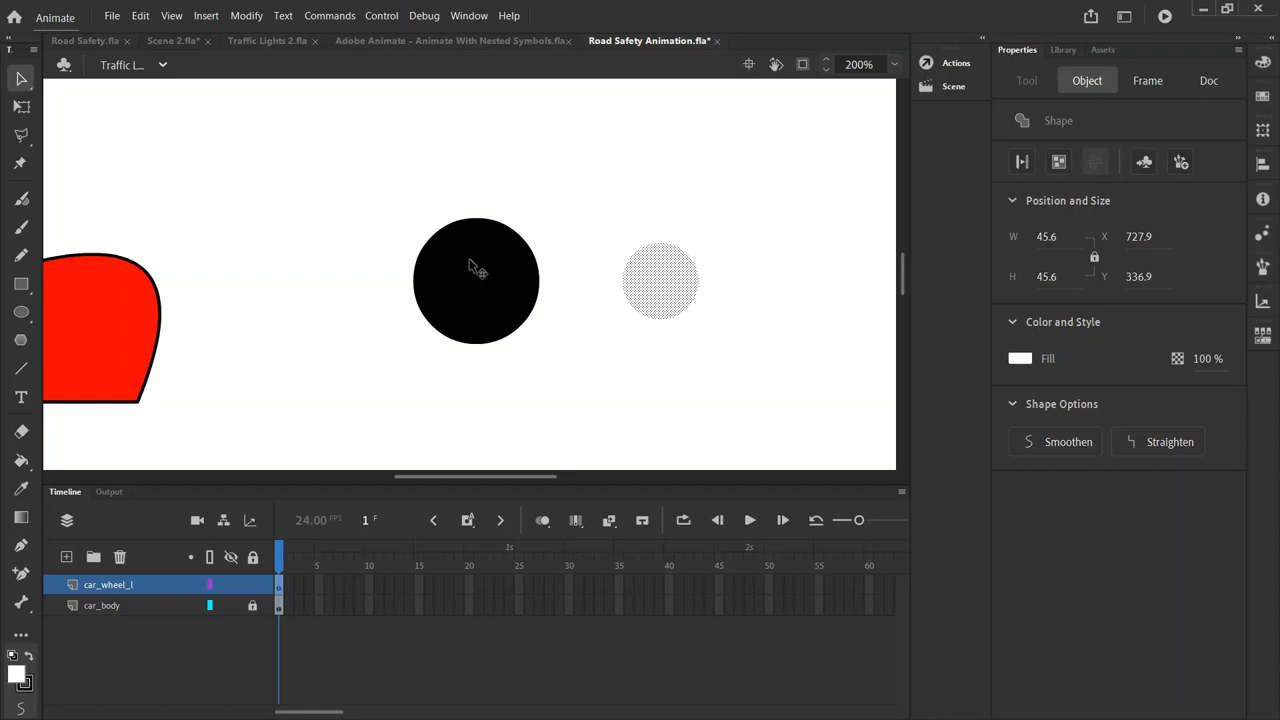 Animate File Edit View Insert Modify Text Commands Control Debug Window Help
Road Safety.fla × Scene 2.fla* × Traffic Lights 2.fla × Adobe Animate - Animate With Nested Symbols.fla × Road Safety Animation.fla* ×
Traffic L... 200%
T.
Actions
Scene
Properties Library Assets
Tool Object Frame Doc
Shape
Position and Size
W 45.6 X 727.9
H 45.6 Y 336.9
Color and Style
Fill 100 %
Shape Options
Smoothen Straighten
Timeline Output
24.00 FPS 1 F
1s 2s
5 10 15 20 25 30 35 40 45 50 55 60
car_wheel_l
car_body